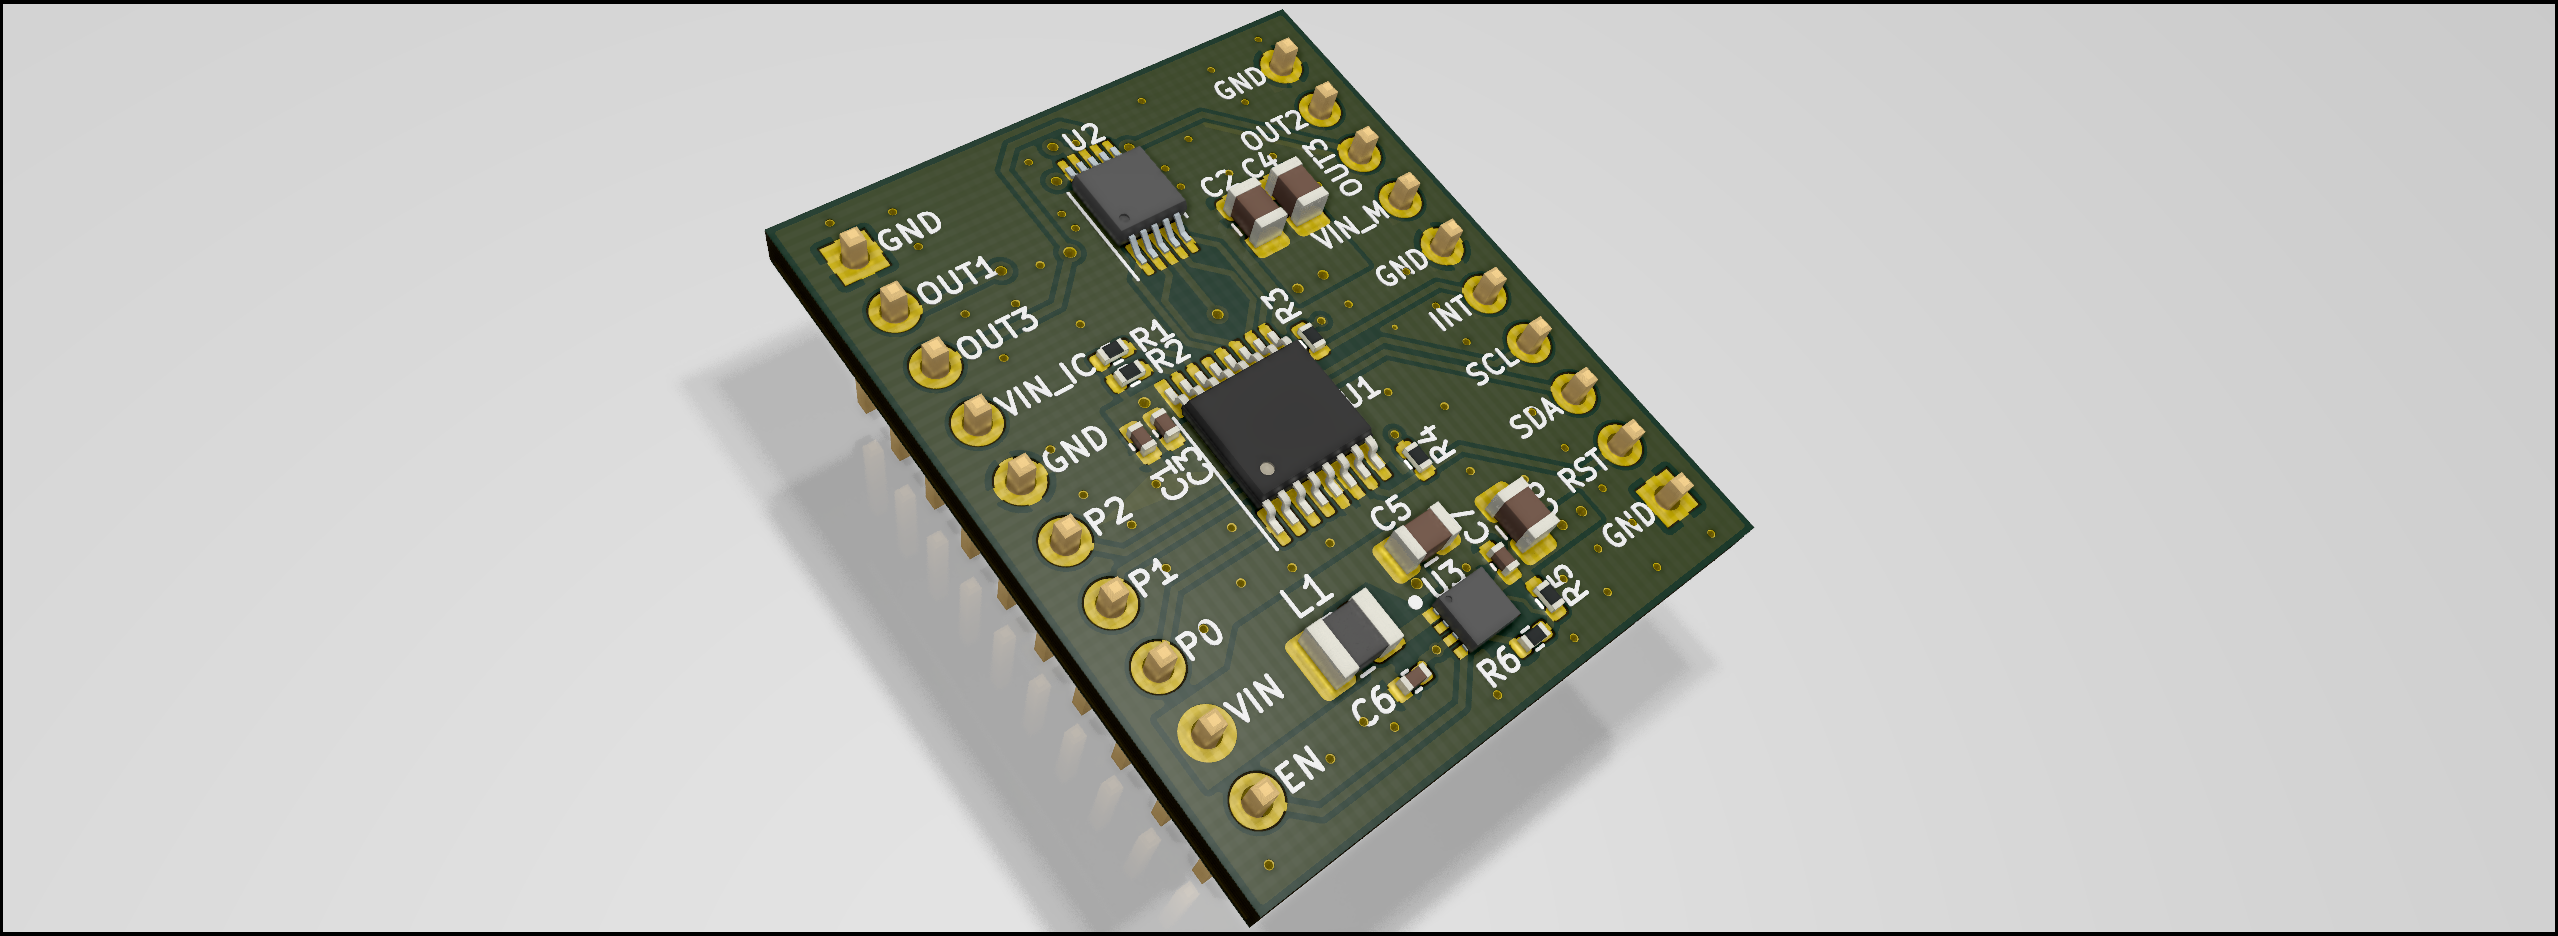 GND
OUT2
OUT3
VIN_M
GND
INT
SCL
SDA
RST
GND
U2
C2
C4
GND
OUT1
OUT3
VIN_IC
GND
P2
P1
P0
VIN
EN
R1
R2
R3
U1
C3
R4
C5
C7
U3
R5
R6
L1
C6